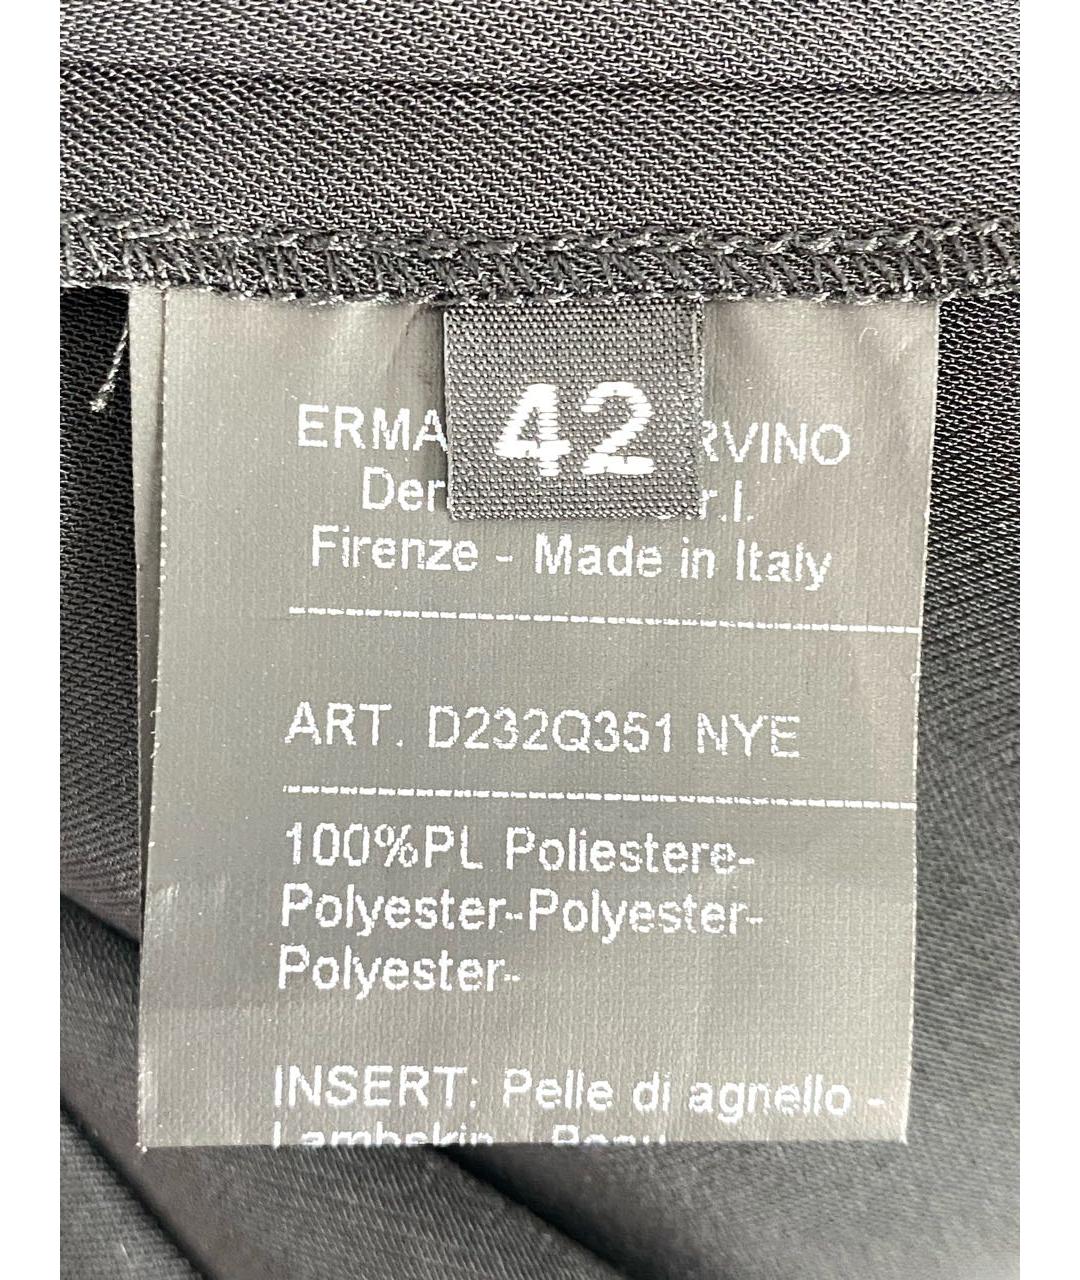 42
ERMA RVINO
Der .r.l.
Firenze - Made in Italy
ART. D232Q351 NYE
100%PL Poliestere-
Polyester-Polyester-
Polyester-
INSERT: Pelle di agnello -
Lambskin